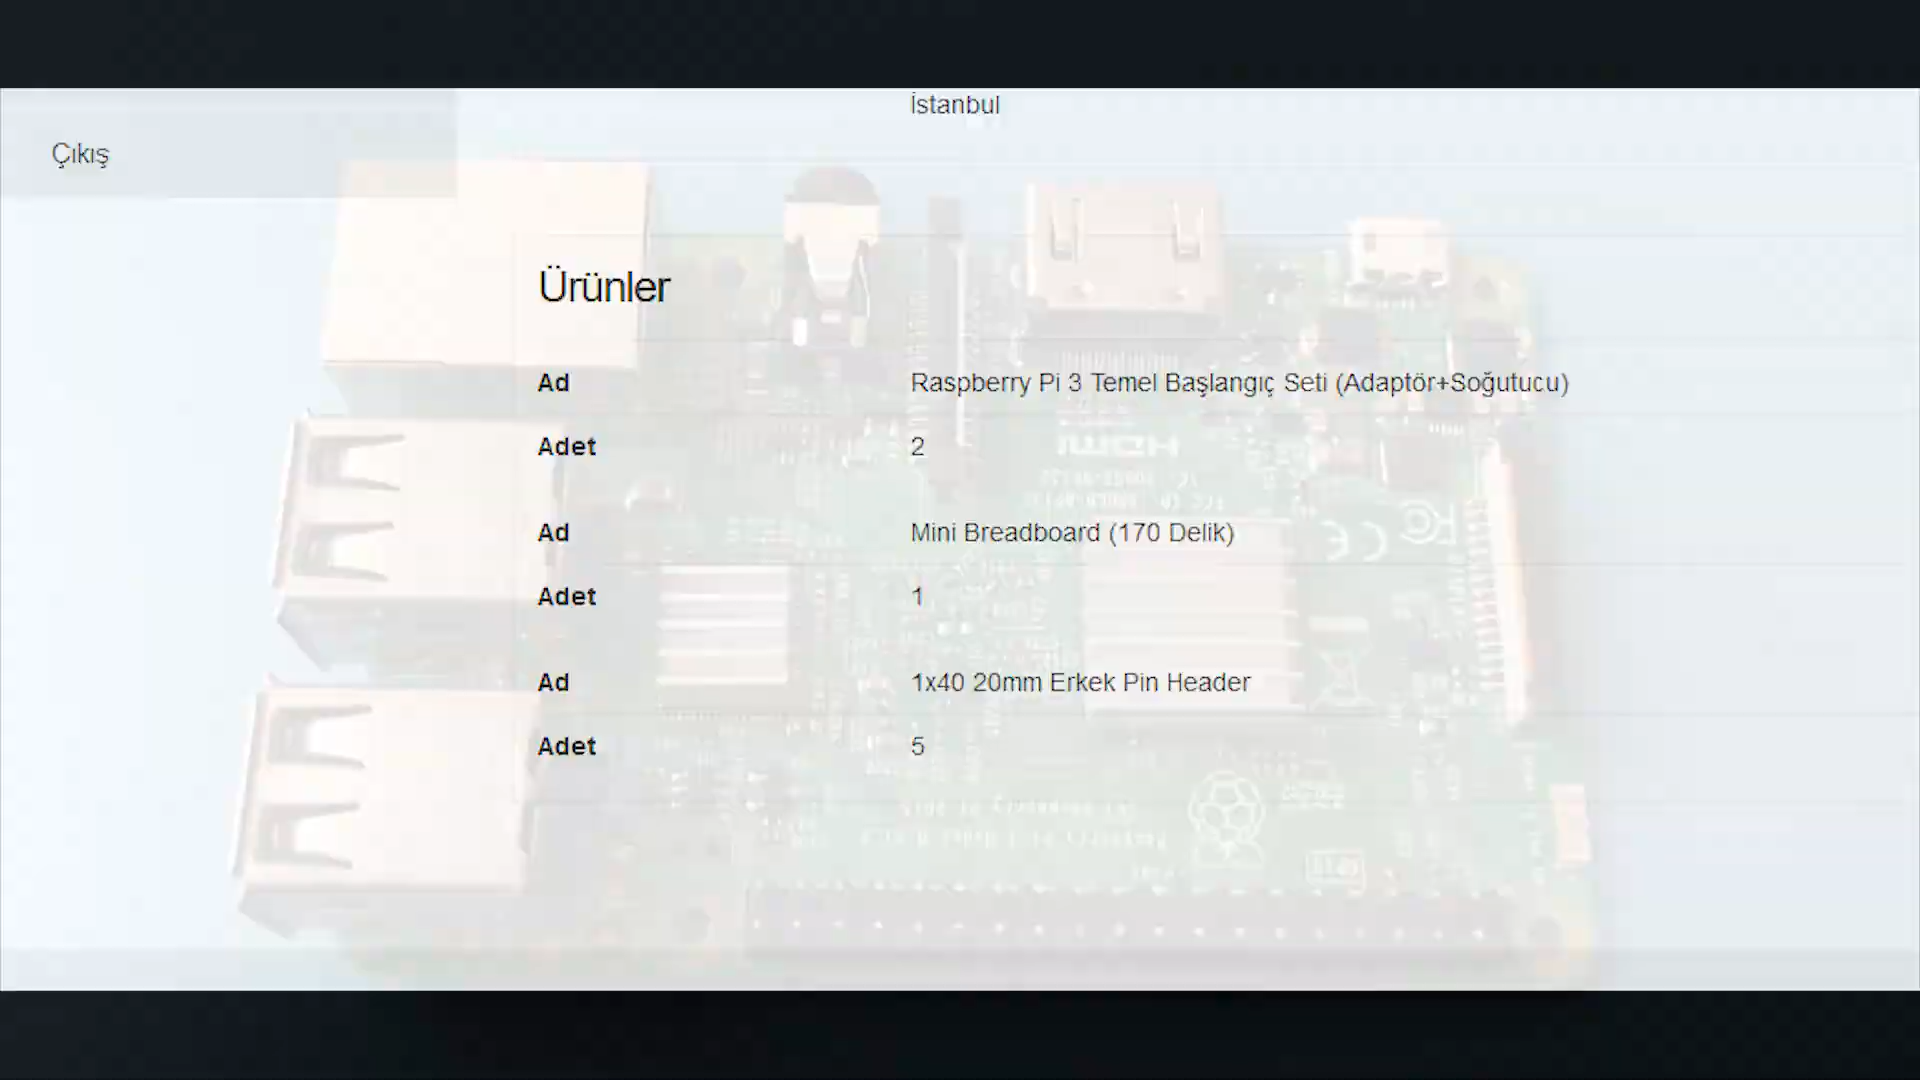 İstanbul
Çıkış
Ürünler
Ad Raspberry Pi 3 Temel Başlangıç Seti (Adaptör+Soğutucu)
Adet 2
Ad Mini Breadboard (170 Delik)
Adet 1
Ad 1x40 20mm Erkek Pin Header
Adet 5
HDMI